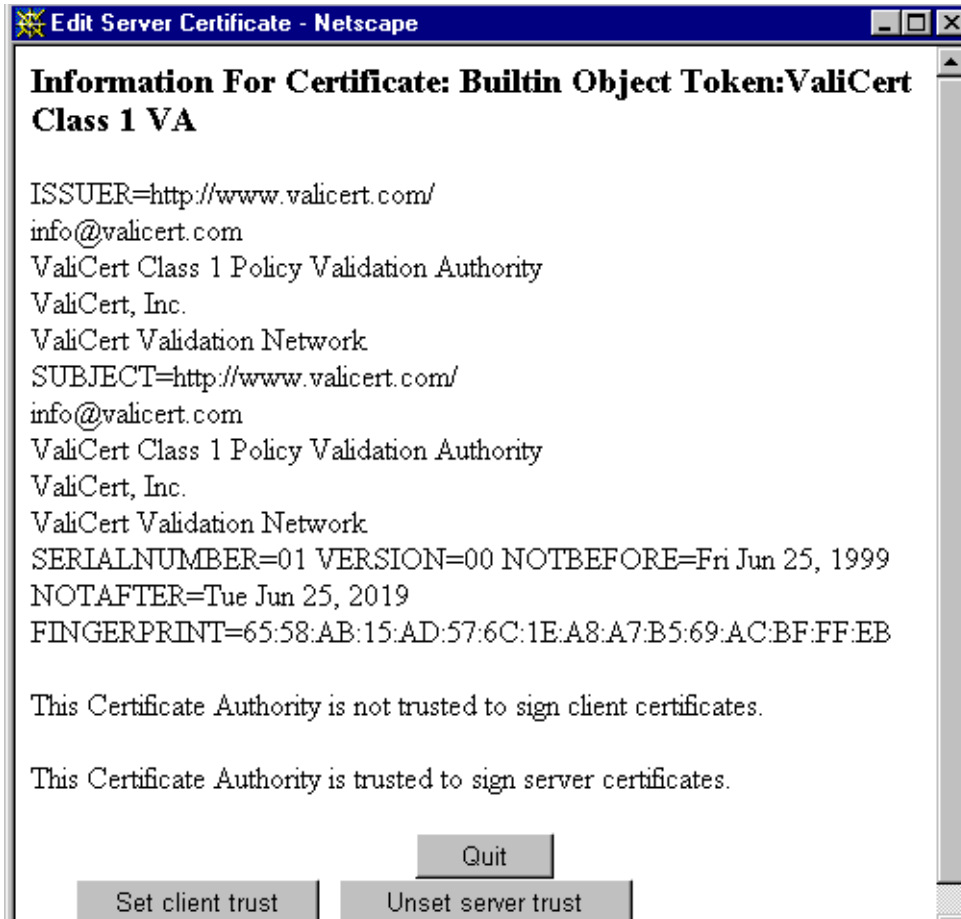 Edit Server Certificate - Netscape
Information For Certificate: Builtin Object Token:ValiCert
Class 1 VA
ISSUER=http://www.valicert.com/
info@valicert.com
ValiCert Class 1 Policy Validation Authority
ValiCert, Inc.
ValiCert Validation Network
SUBJECT=http://www.valicert.com/
info@valicert.com
ValiCert Class 1 Policy Validation Authority
ValiCert, Inc.
ValiCert Validation Network
SERIALNUMBER=01 VERSION=00 NOTBEFORE=Fri Jun 25, 1999
NOTAFTER=Tue Jun 25, 2019
FINGERPRINT=65:58:AB:15:AD:57:6C:1E:A8:A7:B5:69:AC:BF:FF:EB
This Certificate Authority is not trusted to sign client certificates.
This Certificate Authority is trusted to sign server certificates.
Quit
Set client trust Unset server trust